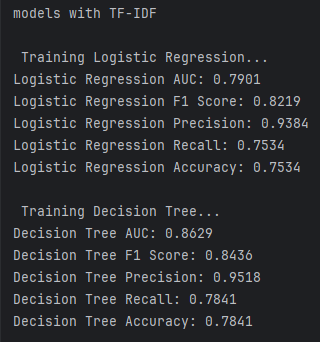 models with TF-IDF
Training Logistic Regression...
Logistic Regression AUC: 0.7901
Logistic Regression F1 Score: 0.8219
Logistic Regression Precision: 0.9384
Logistic Regression Recall: 0.7534
Logistic Regression Accuracy: 0.7534
Training Decision Tree...
Decision Tree AUC: 0.8629
Decision Tree F1 Score: 0.8436
Decision Tree Precision: 0.9518
Decision Tree Recall: 0.7841
Decision Tree Accuracy: 0.7841